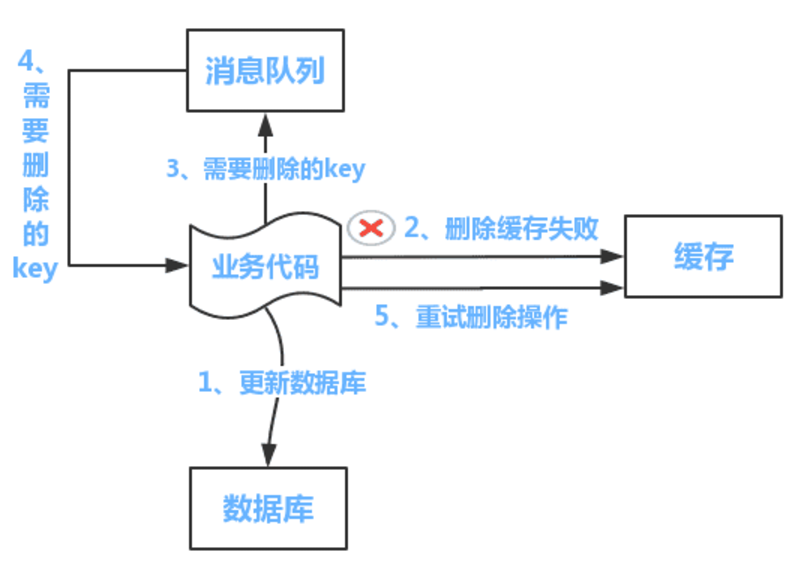 消息队列
4、需要删除的key
3、需要删除的key
2、删除缓存失败
业务代码
缓存
5、重试删除操作
1、更新数据库
数据库